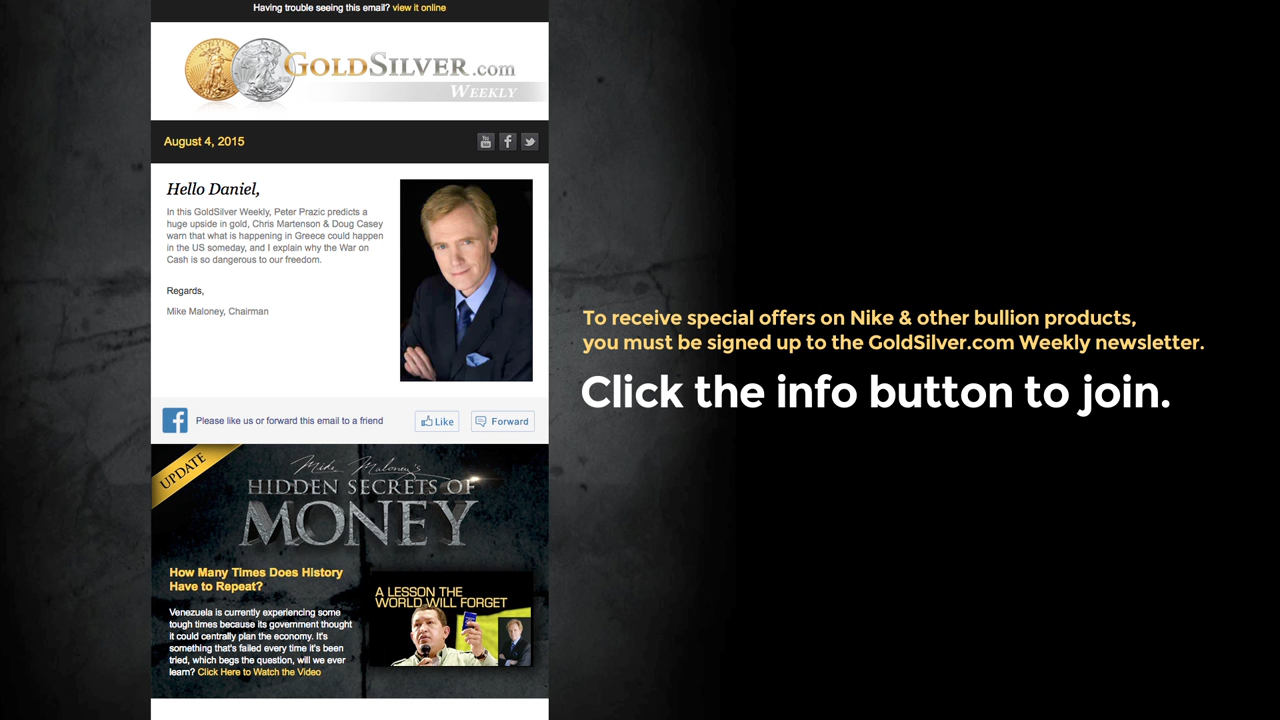 Having trouble seeing this email? view it online
GOLDSILVER.com
WEEKLY
August 4, 2015
You
Tube
Hello Daniel,
In this GoldSilver Weekly, Peter Prazic predicts a
huge upside in gold, Chris Martenson & Doug Casey
warn that what is happening in Greece could happen
in the US someday, and I explain why the War on
Cash is so dangerous to our freedom.
Regards,
Mike Maloney, Chairman
Please like us or forward this email to a friend
Like
Forward
UPDATE
Mike Maloney's
HIDDEN SECRETS OF
MONEY
How Many Times Does History
Have to Repeat?
Venezuela is currently experiencing some
tough times because its government thought
it could centrally plan the economy. It's
something that's failed every time it's been
tried, which begs the question, will we ever
learn? Click Here to Watch the Video
A LESSON THE
WORLD WILL FORGET
To receive special offers on Nike & other bullion products,
you must be signed up to the GoldSilver.com Weekly newsletter.
Click the info button to join.